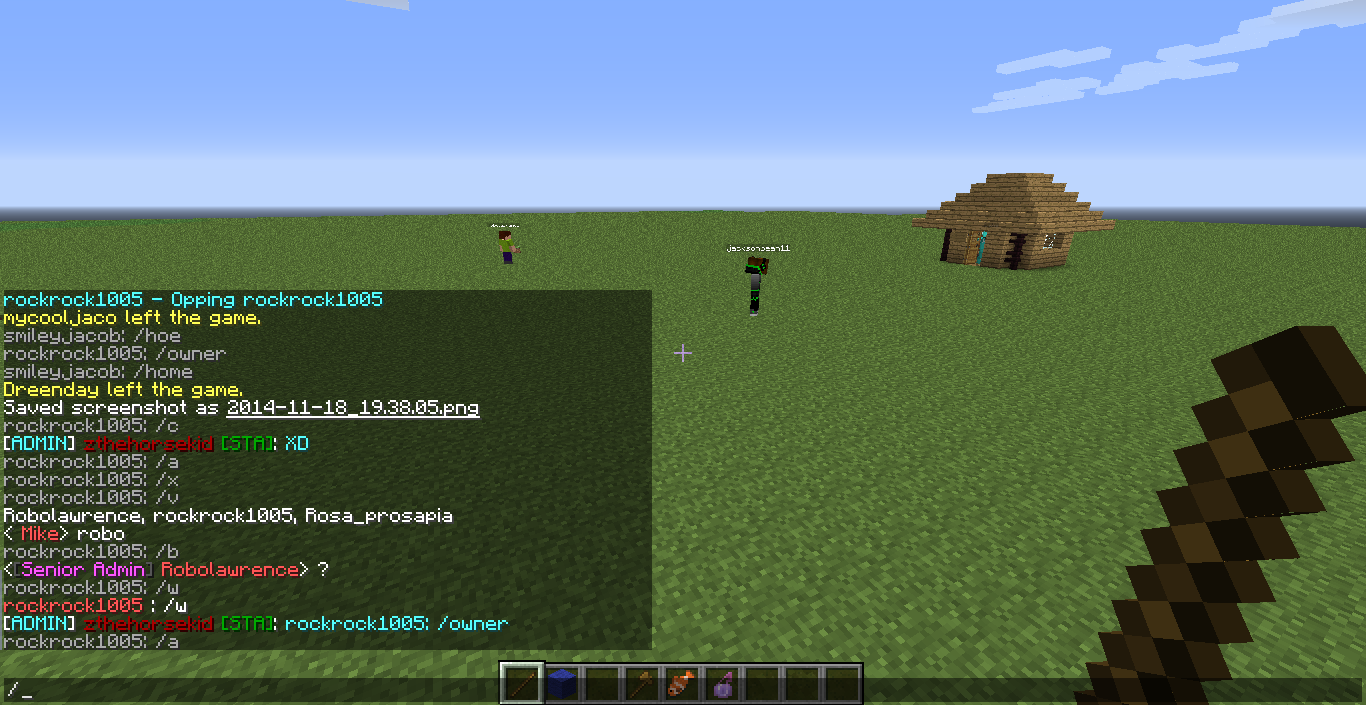 jacksonbean11
rockrock1005 - Opping rockrock1005
mycooljaco left the game.
smileyjacob: /hoe
rockrock1005: /owner
smileyjacob: /home
Dreenday left the game.
Saved screenshot as 2014-11-18_19.38.05.png
rockrock1005: /c
[ADMIN] zthehorsekid [STA]: XD
rockrock1005: /a
rockrock1005: /x
rockrock1005: /v
Robolawrence, rockrock1005, Rosa_prosapia
< Mike> robo
rockrock1005: /b
<[Senior Admin] Robolawrence> ?
rockrock1005: /w
rockrock1005 : /w
[ADMIN] zthehorsekid [STA]: rockrock1005: /owner
rockrock1005: /a
/_